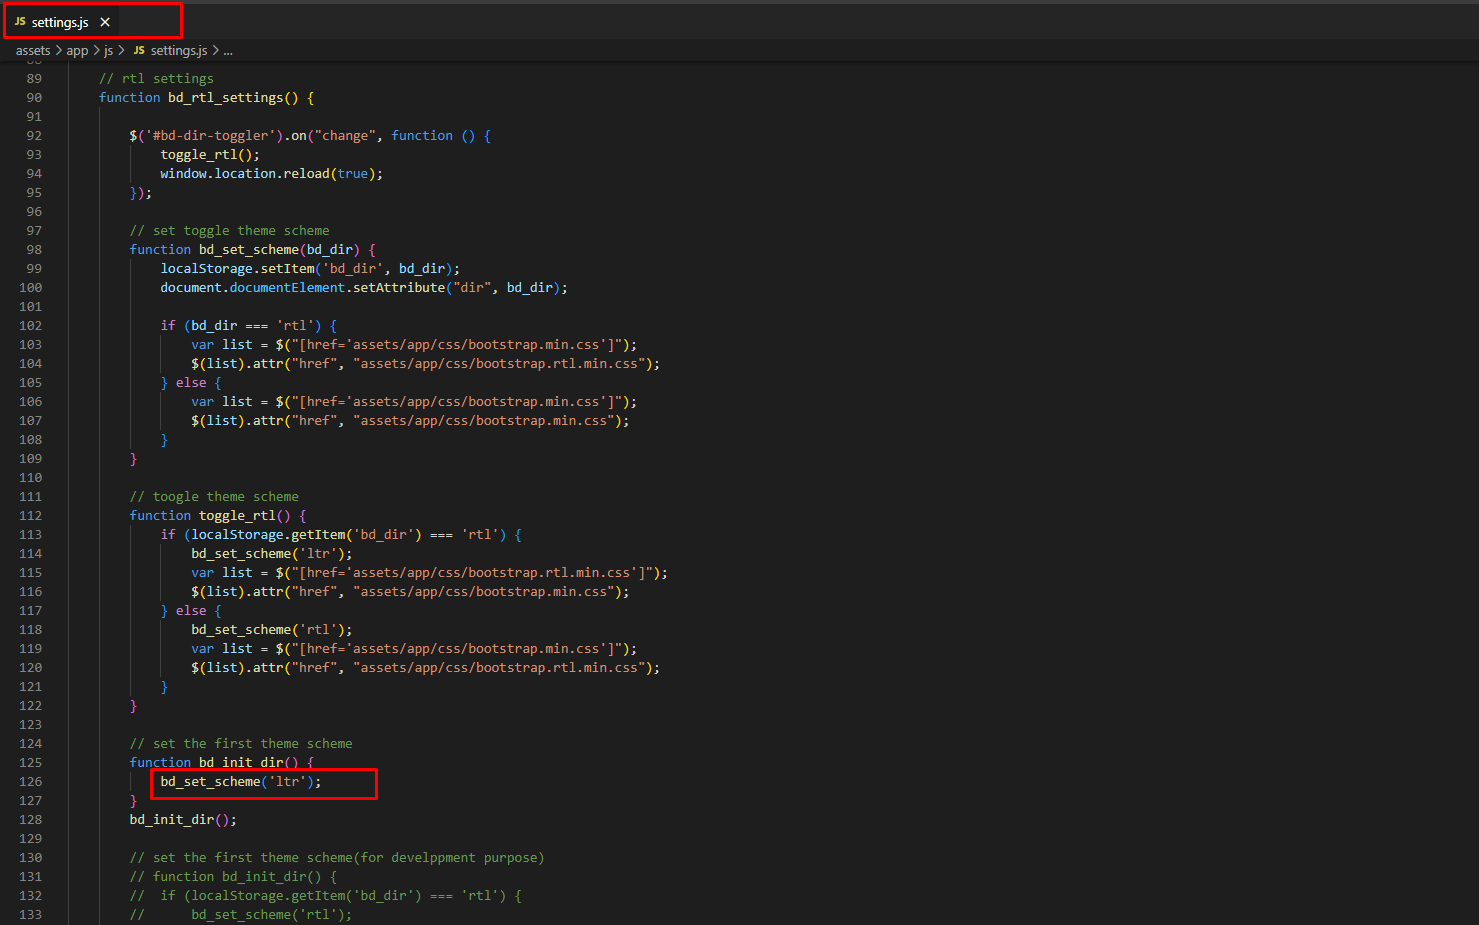 JS settings.js ×
assets > app > js > JS settings.js > ...
89 // rtl settings
90 function bd_rtl_settings() {
91
92 $('#bd-dir-toggler').on("change", function () {
93 toggle_rtl();
94 window.location.reload(true);
95 });
96
97 // set toggle theme scheme
98 function bd_set_scheme(bd_dir) {
99 localStorage.setItem('bd_dir', bd_dir);
100 document.documentElement.setAttribute("dir", bd_dir);
101
102 if (bd_dir === 'rtl') {
103 var list = $("[href='assets/app/css/bootstrap.min.css']");
104 $(list).attr("href", "assets/app/css/bootstrap.rtl.min.css");
105 } else {
106 var list = $("[href='assets/app/css/bootstrap.min.css']");
107 $(list).attr("href", "assets/app/css/bootstrap.min.css");
108 }
109 }
110
111 // toogle theme scheme
112 function toggle_rtl() {
113 if (localStorage.getItem('bd_dir') === 'rtl') {
114 bd_set_scheme('ltr');
115 var list = $("[href='assets/app/css/bootstrap.rtl.min.css']");
116 $(list).attr("href", "assets/app/css/bootstrap.min.css");
117 } else {
118 bd_set_scheme('rtl');
119 var list = $("[href='assets/app/css/bootstrap.min.css']");
120 $(list).attr("href", "assets/app/css/bootstrap.rtl.min.css");
121 }
122 }
123
124 // set the first theme scheme
125 function bd_init_dir() {
126 bd_set_scheme('ltr');
127 }
128 bd_init_dir();
129
130 // set the first theme scheme(for develppment purpose)
131 // function bd_init_dir() {
132 // if (localStorage.getItem('bd_dir') === 'rtl') {
133 // bd_set_scheme('rtl');